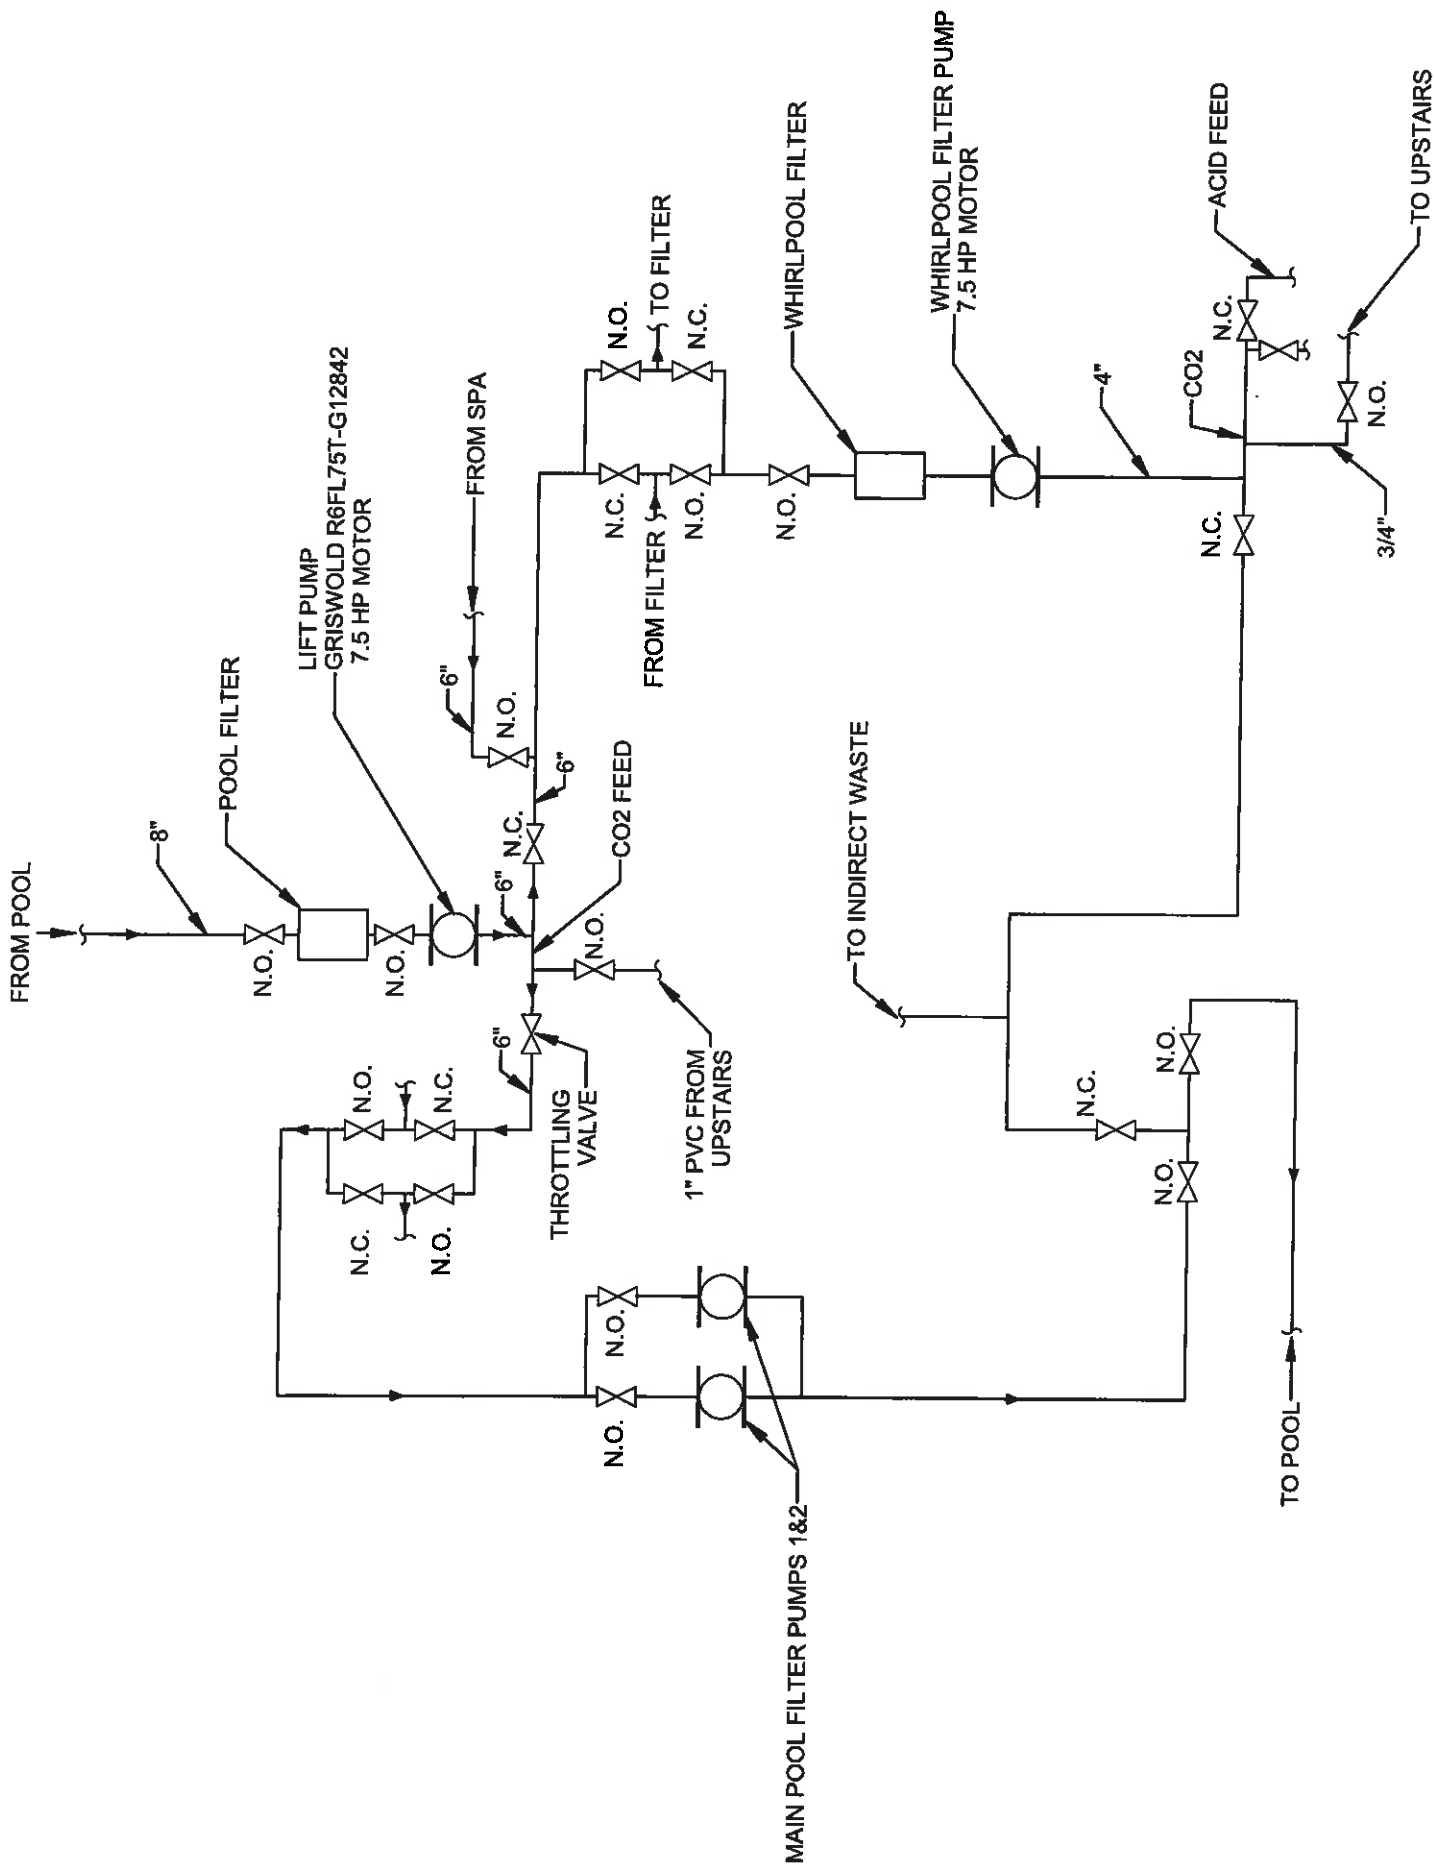 FROM POOL
8"
POOL FILTER
LIFT PUMP
GRISWOLD R6FL75T-G12842
7.5 HP MOTOR
FROM SPA
6"
N.O.
N.O.
N.O.
6"
N.C.
6"
CO2 FEED
N.O.
1" PVC FROM
UPSTAIRS
THROTTLING
VALVE
6"
N.O.
N.C.
N.C.
N.O.
N.O.
N.C.
TO FILTER
N.C.
FROM FILTER
N.O.
N.O.
WHIRLPOOL FILTER
WHIRLPOOL FILTER PUMP
7.5 HP MOTOR
4"
CO2
N.C.
ACID FEED
N.O.
TO UPSTAIRS
3/4"
N.C.
TO INDIRECT WASTE
N.C.
N.O.
N.O.
N.O.
N.O.
MAIN POOL FILTER PUMPS 1&2
TO POOL